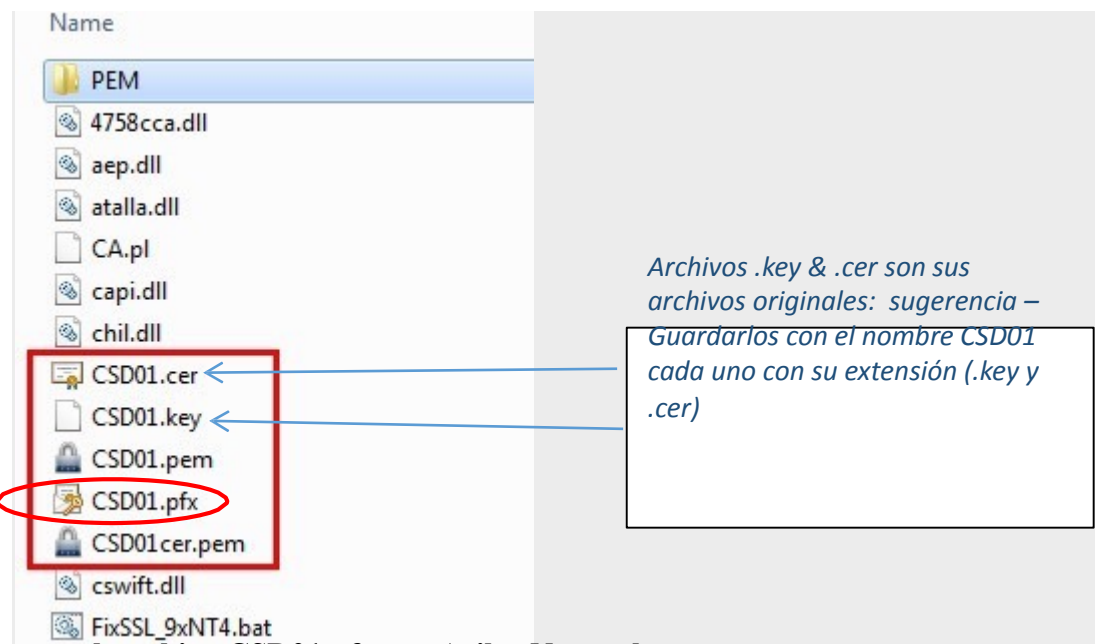 Name
PEM
4758cca.dll
aep.dll
atalla.dll
CA.pl
capi.dll
chil.dll
CSD01.cer
CSD01.key
CSD01.pem
CSD01.pfx
CSD01cer.pem
cswift.dll
FixSSL_9xNT4.bat
Archivos .key & .cer son sus
archivos originales: sugerencia –
Guardarlos con el nombre CSD01
cada uno con su extensión (.key y
.cer)